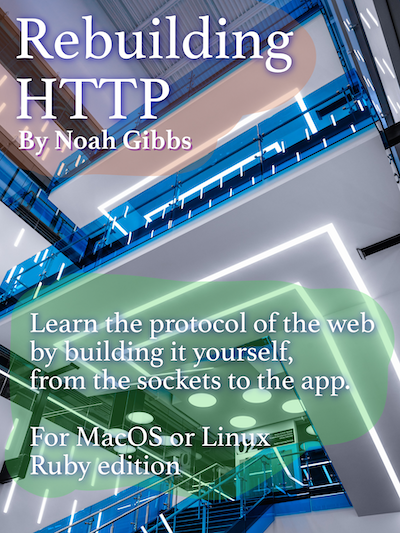 Rebuilding
HTTP
By Noah Gibbs
Learn the protocol of the web
by building it yourself,
from the sockets to the app.
For MacOS or Linux
Ruby edition